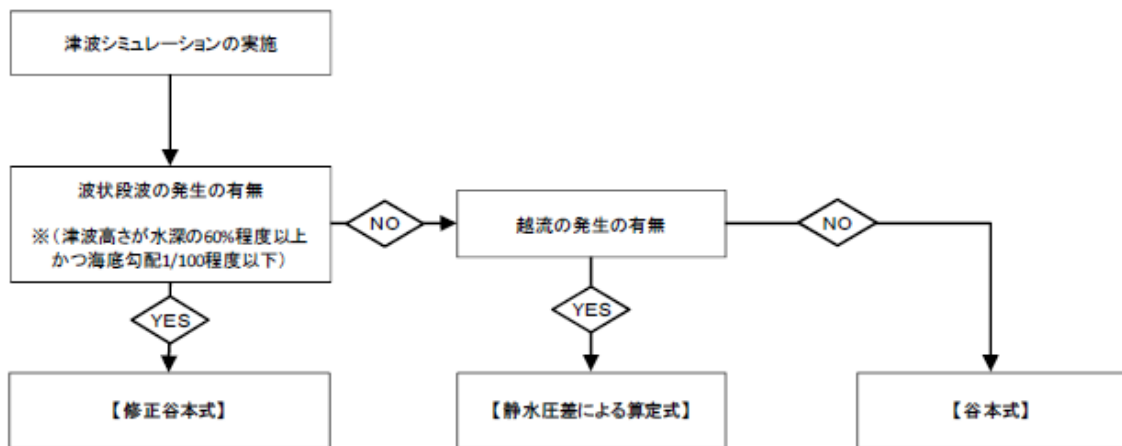 津波シミュレーションの実施
波状段波の発生の有無
※(津波高さが水深の60%程度以上
かつ海底勾配1/100程度以下)
NO
越流の発生の有無
NO
YES
YES
【修正谷本式】
【静水圧差による算定式】
【谷本式】